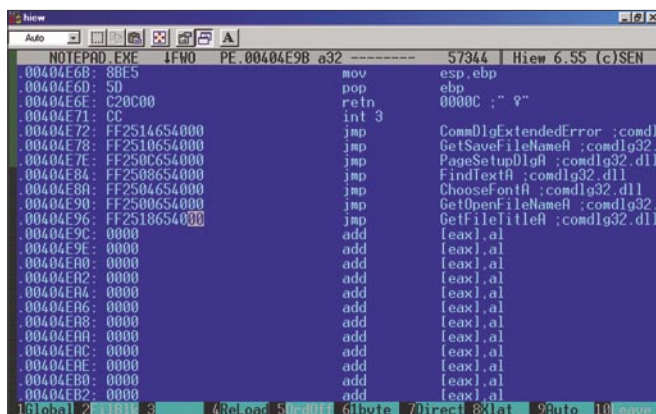 hiew
Auto A
NOTEPAD.EXE ↓FWO PE.00404E9B a32 -------- 57344 | Hiew 6.55 (c)SEN
.00404E6B: 8BE5 mov esp,ebp
.00404E6D: 5D pop ebp
.00404E6E: C20C00 retn 0000C ;" ♀"
.00404E71: CC int 3
.00404E72: FF2514654000 jmp CommDlgExtendedError ;comdl
.00404E78: FF2510654000 jmp GetSaveFileNameA ;comdlg32.
.00404E7E: FF250C654000 jmp PageSetupDlgA ;comdlg32.dll
.00404E84: FF2508654000 jmp FindTextA ;comdlg32.dll
.00404E8A: FF2504654000 jmp ChooseFontA ;comdlg32.dll
.00404E90: FF2500654000 jmp GetOpenFileNameA ;comdlg32.
.00404E96: FF2518654000 jmp GetFileTitleA ;comdlg32.dll
.00404E9C: 0000 add [eax],al
.00404E9E: 0000 add [eax],al
.00404EA0: 0000 add [eax],al
.00404EA2: 0000 add [eax],al
.00404EA4: 0000 add [eax],al
.00404EA6: 0000 add [eax],al
.00404EA8: 0000 add [eax],al
.00404EAA: 0000 add [eax],al
.00404EAC: 0000 add [eax],al
.00404EAE: 0000 add [eax],al
.00404EB0: 0000 add [eax],al
.00404EB2: 0000 add [eax],al
1Global 2FilBlk 3 4ReLoad 5OrdOff 61byte 7Direct 8Xlat 9Auto 10Leave